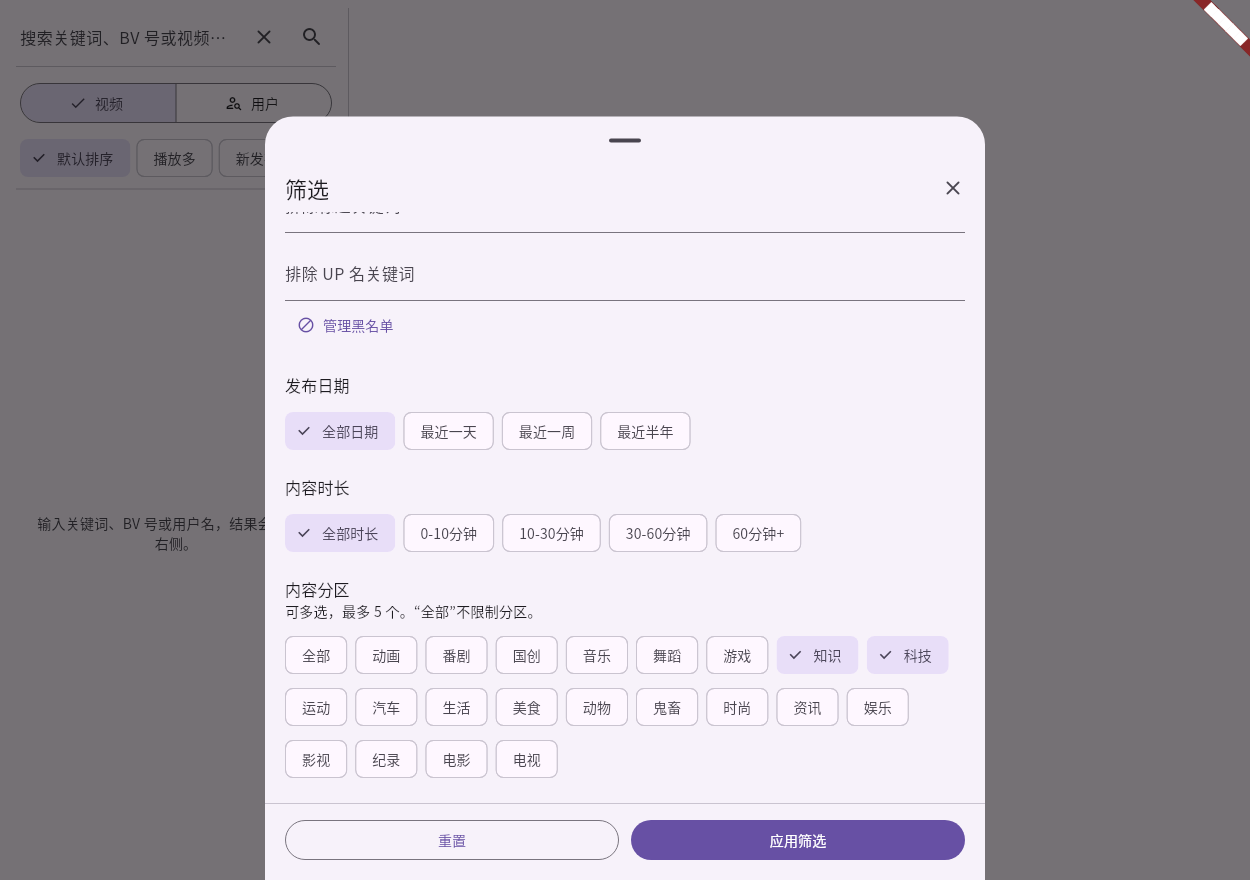 搜索关键词、BV 号或视频…
视频
用户
默认排序
播放多
新发
输入关键词、BV 号或用户名，结果会
右侧。
筛选
排除 UP 名关键词
管理黑名单
发布日期
全部日期
最近一天
最近一周
最近半年
内容时长
全部时长
0-10分钟
10-30分钟
30-60分钟
60分钟+
内容分区
可多选，最多 5 个。“全部”不限制分区。
全部
动画
番剧
国创
音乐
舞蹈
游戏
知识
科技
运动
汽车
生活
美食
动物
鬼畜
时尚
资讯
娱乐
影视
纪录
电影
电视
重置
应用筛选